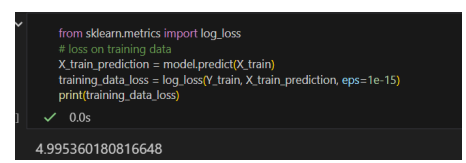 from sklearn.metrics import log_loss
# loss on training data
X_train_prediction = model.predict(X_train)
training_data_loss = log_loss(Y_train, X_train_prediction, eps=1e-15)
print(training_data_loss)
] ✓ 0.0s
4.995360180816648